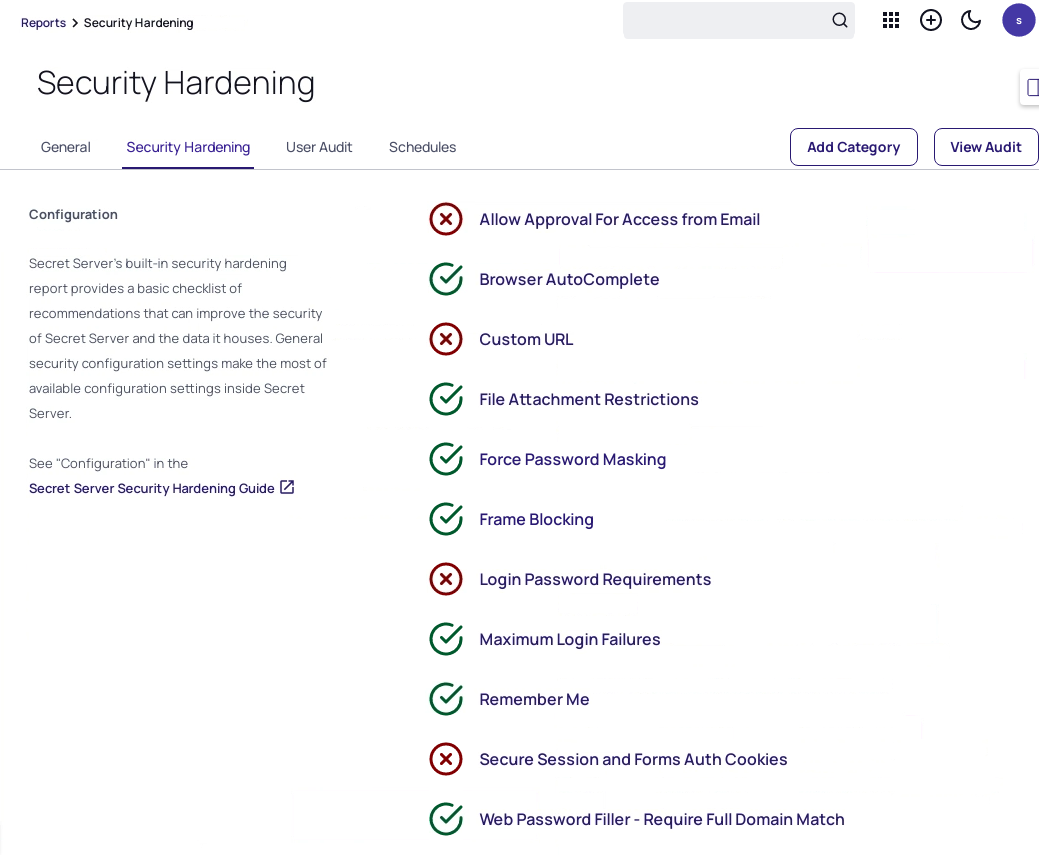 Reports > Security Hardening
s
Security Hardening
General Security Hardening User Audit Schedules Add Category View Audit
Configuration
Secret Server's built-in security hardening
report provides a basic checklist of
recommendations that can improve the security
of Secret Server and the data it houses. General
security configuration settings make the most of
available configuration settings inside Secret
Server.
See "Configuration" in the
Secret Server Security Hardening Guide
Allow Approval For Access from Email
Browser AutoComplete
Custom URL
File Attachment Restrictions
Force Password Masking
Frame Blocking
Login Password Requirements
Maximum Login Failures
Remember Me
Secure Session and Forms Auth Cookies
Web Password Filler - Require Full Domain Match